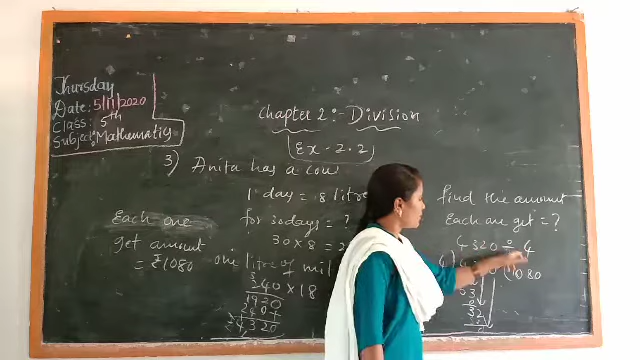 Thursday
Date: 5/11/2020
Class: 5th
Subject: Mathematics
Chapter 2:- Division
Ex-2.2
3) Anita has a cow
1 day = 8 litre
for 30days = ?
30×8 = 2
one litre of mil
240×18
1920
240+
4320
Each one
get amount
₹1080
find the amount
Each one get = ?
4320 ÷ 4
1080